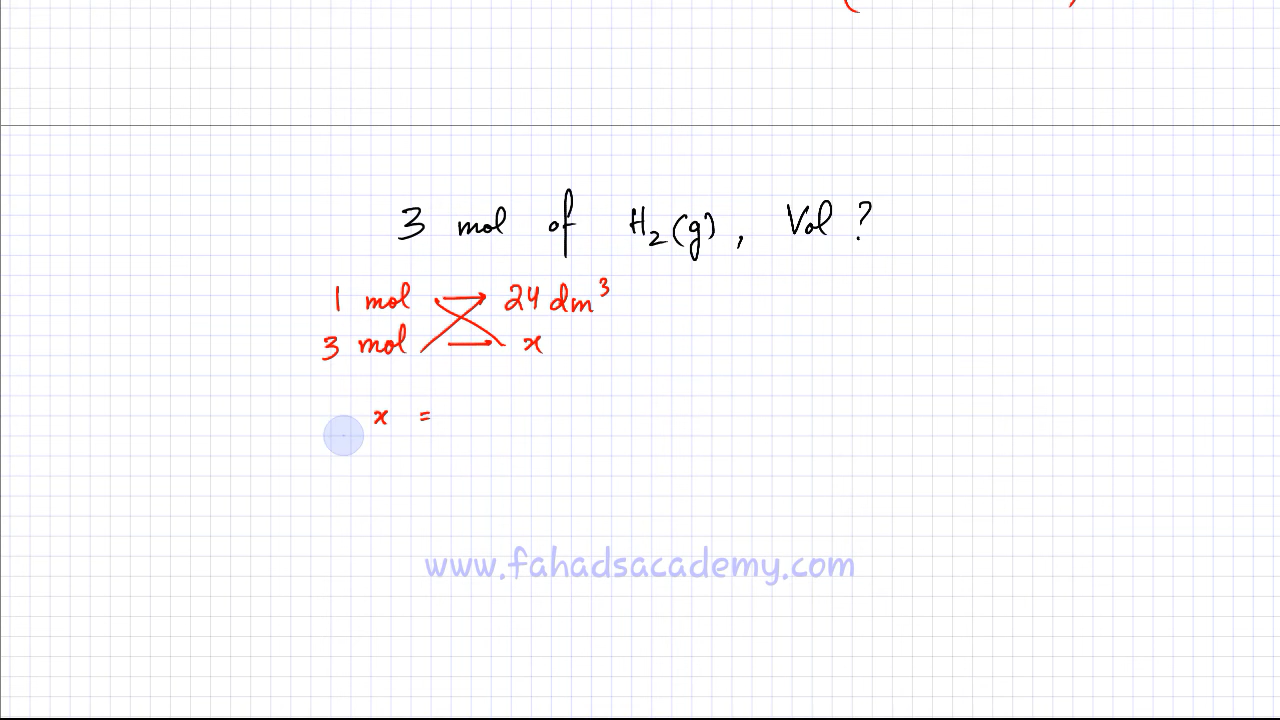 3 mol of H₂(g), Vol?
1 mol → 24 dm³
3 mol → x
x =
www.fahadsacademy.com